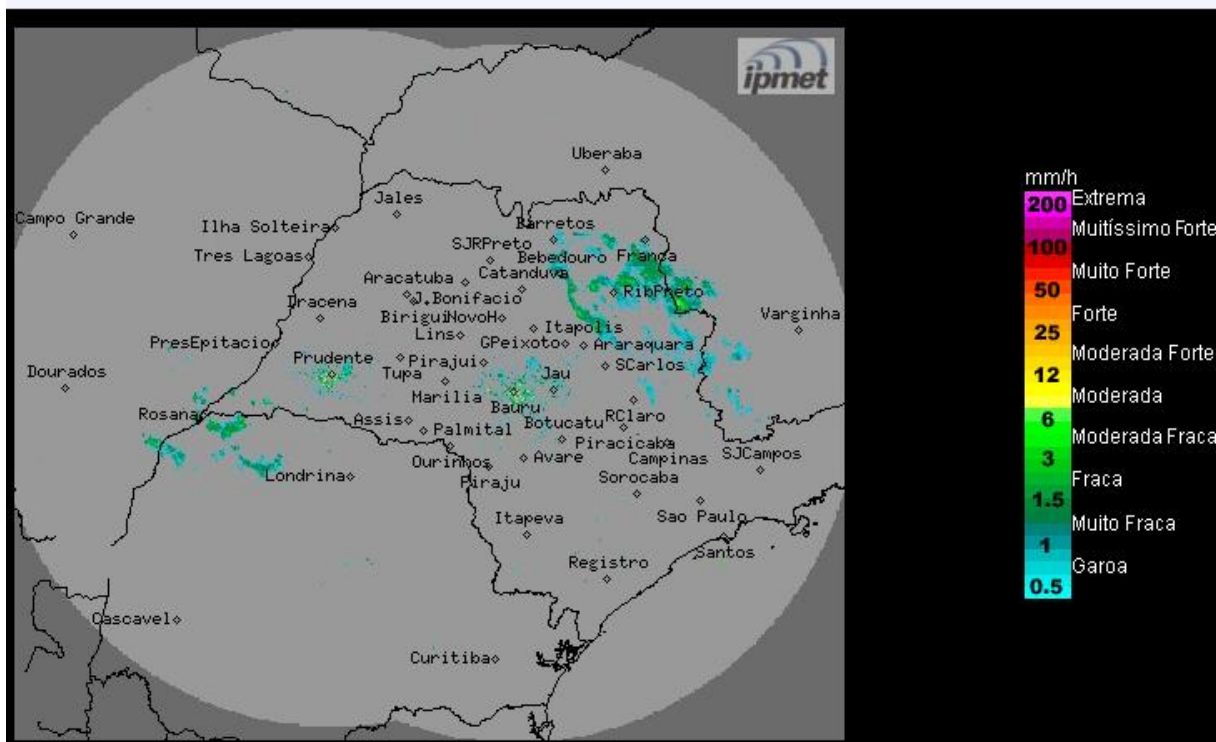 ipmet
Uberaba
Jales
Campo Grande
Ilha Solteira
Barretos
SJRPreto
Tres Lagoas
Bebedouro
Franca
Aracatuba
Catanduva
Dracena
J.Bonifacio
RibPreto
Birigui
NovoH
Varginha
Lins
Itapolis
PresEpitacio
GPeixoto
Araraquara
Prudente
Pirajui
SCarlos
Dourados
Tupa
Jau
Marilia
Bauru
Rosana
Assis
RClaro
Palmital
Botucatu
Piracicaba
Ourinhos
Avare
Campinas
SJCampos
Londrina
Piraju
Sorocaba
Itapeva
Sao Paulo
Santos
Registro
Cascavel
Curitiba
mm/h
200 Extrema
Muitíssimo Forte
100
Muito Forte
50
Forte
25
Moderada Forte
12
Moderada
6
Moderada Fraca
3
Fraca
1.5
Muito Fraca
1
Garoa
0.5